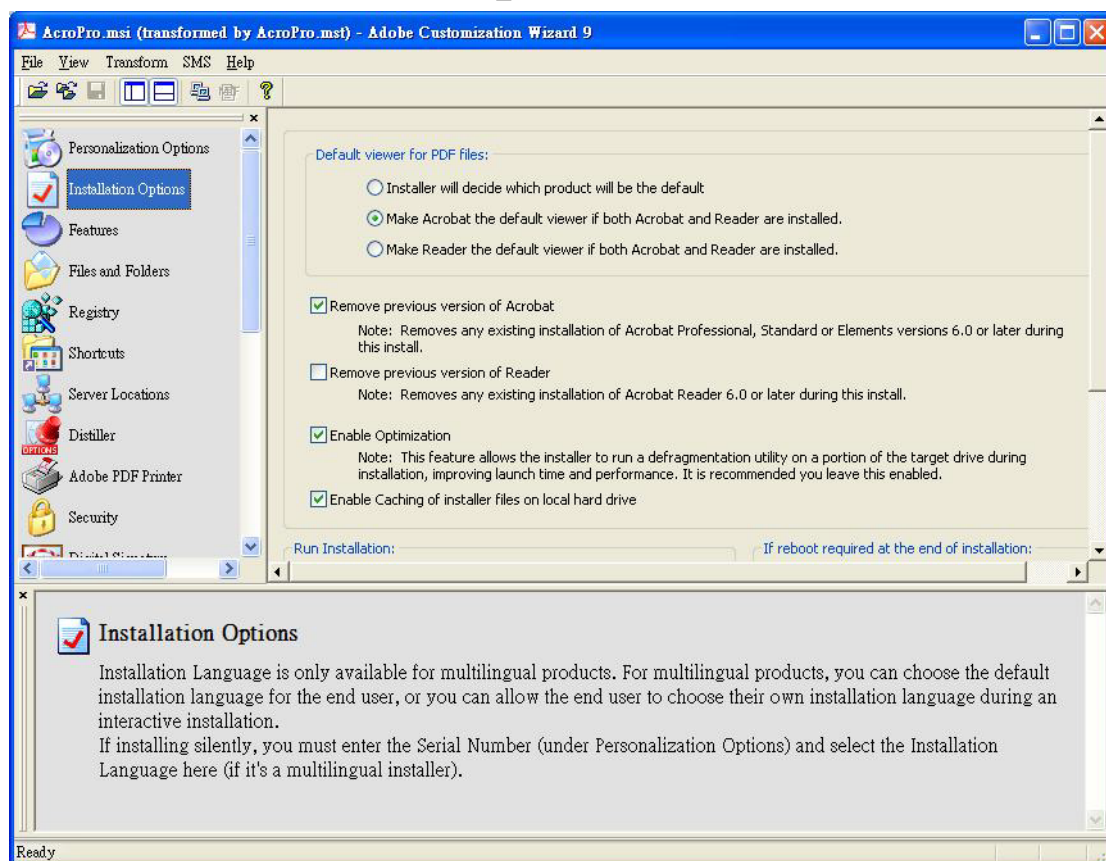 AcroPro.msi (transformed by AcroPro.mst) - Adobe Customization Wizard 9
File View Transform SMS Help
Personalization Options
Installation Options
Features
Files and Folders
Registry
Shortcuts
Server Locations
Distiller
OPTIONS
Adobe PDF Printer
Security
Default viewer for PDF files:
Installer will decide which product will be the default
Make Acrobat the default viewer if both Acrobat and Reader are installed.
Make Reader the default viewer if both Acrobat and Reader are installed.
Remove previous version of Acrobat
Note: Removes any existing installation of Acrobat Professional, Standard or Elements versions 6.0 or later during
this install.
Remove previous version of Reader
Note: Removes any existing installation of Acrobat Reader 6.0 or later during this install.
Enable Optimization
Note: This feature allows the installer to run a defragmentation utility on a portion of the target drive during
installation, improving launch time and performance. It is recommended you leave this enabled.
Enable Caching of installer files on local hard drive
Run Installation:
If reboot required at the end of installation:
Installation Options
Installation Language is only available for multilingual products. For multilingual products, you can choose the default
installation language for the end user, or you can allow the end user to choose their own installation language during an
interactive installation.
If installing silently, you must enter the Serial Number (under Personalization Options) and select the Installation
Language here (if it's a multilingual installer).
Ready